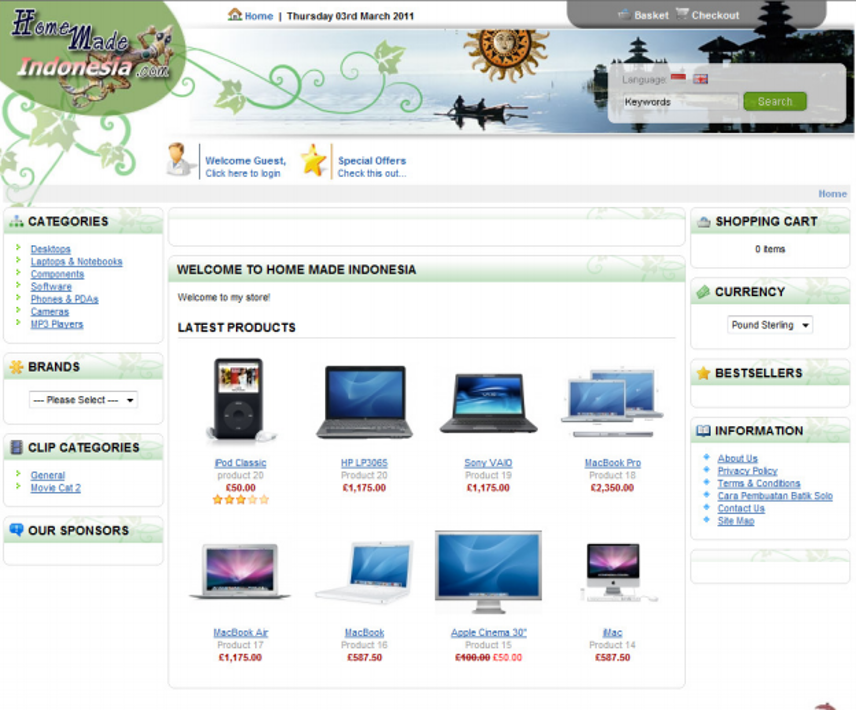 Home Made
Indonesia.com
Home | Thursday 03rd March 2011
Basket Checkout
Language:
Keywords
Search
Welcome Guest,
Click here to login
Special Offers
Check this out...
Home
CATEGORIES
Desktops
Laptops & Notebooks
Components
Software
Phones & PDAs
Cameras
MP3 Players
BRANDS
--- Please Select ---
CLIP CATEGORIES
General
Movie Cat 2
OUR SPONSORS
WELCOME TO HOME MADE INDONESIA
Welcome to my store!
LATEST PRODUCTS
iPod Classic
product 20
£50.00
HP LP3065
Product 20
£1,175.00
Sony VAIO
Product 19
£1,175.00
MacBook Pro
Product 18
£2,350.00
MacBook Air
Product 17
£1,175.00
MacBook
Product 16
£587.50
Apple Cinema 30"
Product 15
£100.00 £50.00
iMac
Product 14
£587.50
SHOPPING CART
0 items
CURRENCY
Pound Sterling
BESTSELLERS
INFORMATION
About Us
Privacy Policy
Terms & Conditions
Cara Pembuatan Batik Solo
Contact Us
Site Map